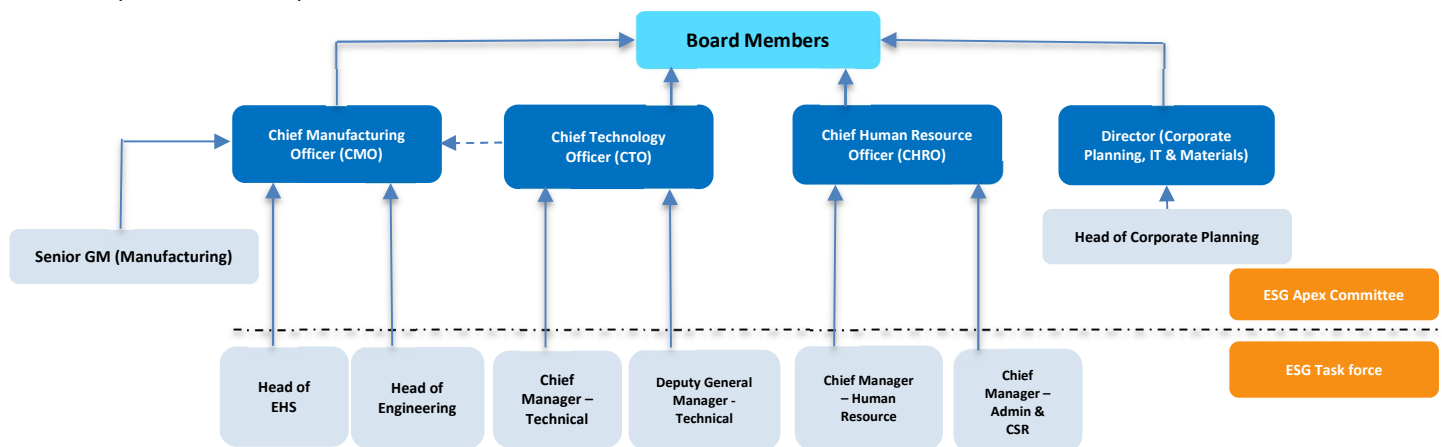 Board Members
Chief Manufacturing
Officer (CMO)
Chief Technology
Officer (CTO)
Chief Human Resource
Officer (CHRO)
Director (Corporate
Planning, IT & Materials)
Senior GM (Manufacturing)
Head of Corporate Planning
ESG Apex Committee
Head of
EHS
Head of
Engineering
Chief
Manager –
Technical
Deputy General
Manager -
Technical
Chief Manager
– Human
Resource
Chief
Manager –
Admin &
CSR
ESG Task force